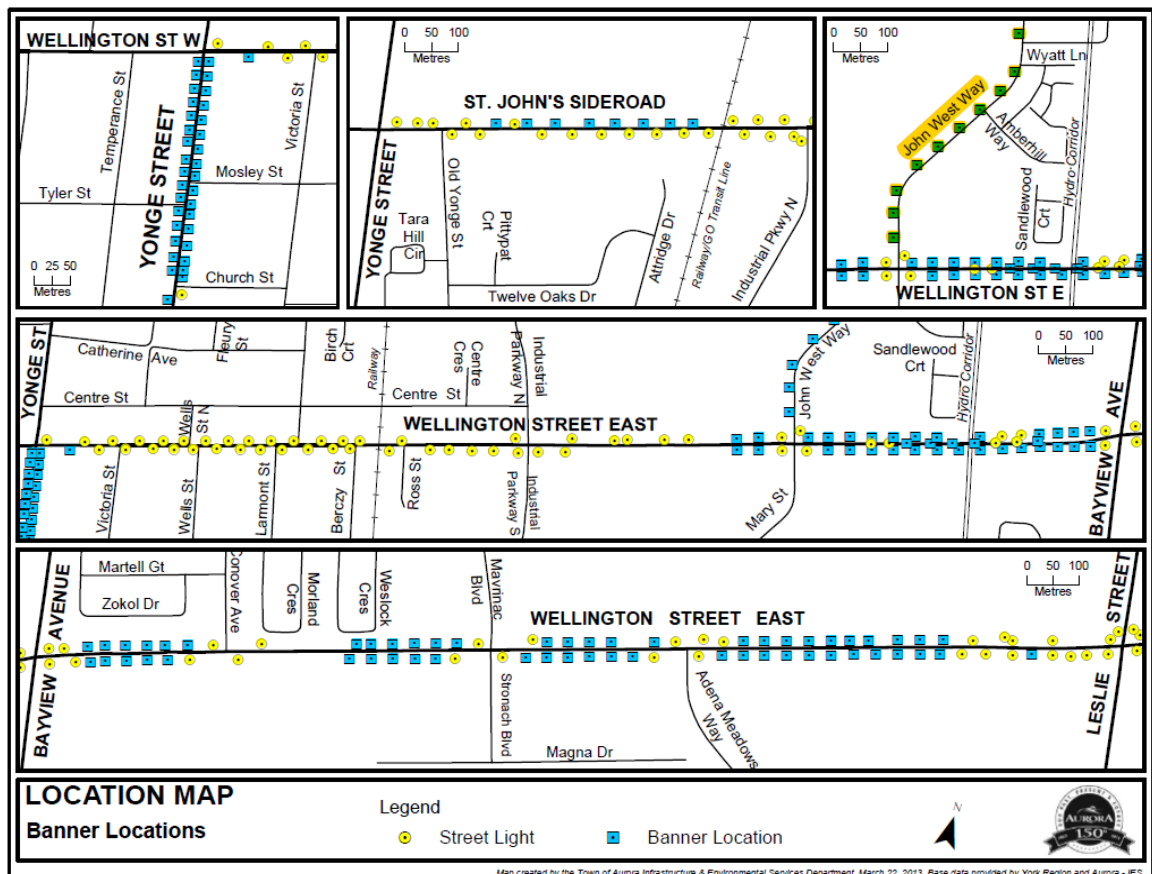 WELLINGTON ST W
Temperance St
YONGE STREET
Victoria St
Mosley St
Tyler St
Church St
0 25 50
Metres
0 50 100
Metres
ST. JOHN'S SIDEROAD
YONGE STREET
Old Yonge St
Tara
Hill
Cir
Pittypat
Crt
Attridge Dr
Railway/GO Transit Line
Industrial Pkwy N
Twelve Oaks Dr
0 50 100
Metres
Wyatt Ln
John West Way
Amberhill
Way
Sandlewood
Crt
Hydro Corridor
WELLINGTON ST E
YONGE ST
Catherine Ave
Fleury
St
Birch
Crt
Railway
Centre
Cres
Parkway N
Industrial
John West Way
Sandlewood
Crt
Hydro Corridor
0 50 100
Metres
BAYVIEW AVE
Centre St
Wells
St N
Centre St
WELLINGTON STREET EAST
Victoria St
Wells St
Larmont St
Berczy St
Ross St
Parkway S
Industrial
Mary St
BAYVIEW AVENUE
Martell Gt
Zokol Dr
Conover Ave
Morland
Cres
Weslock
Cres
Mavrinac
Blvd
WELLINGTON STREET EAST
0 50 100
Metres
LESLIE STREET
Stronach Blvd
Magna Dr
Adena Meadows
Way
LOCATION MAP
Banner Locations
Legend
Street Light
Banner Location
N
AURORA
150
Map created by the Town of Aurora Infrastructure & Environmental Services Department, March 22, 2013. Base data provided by York Region and Aurora - IES.